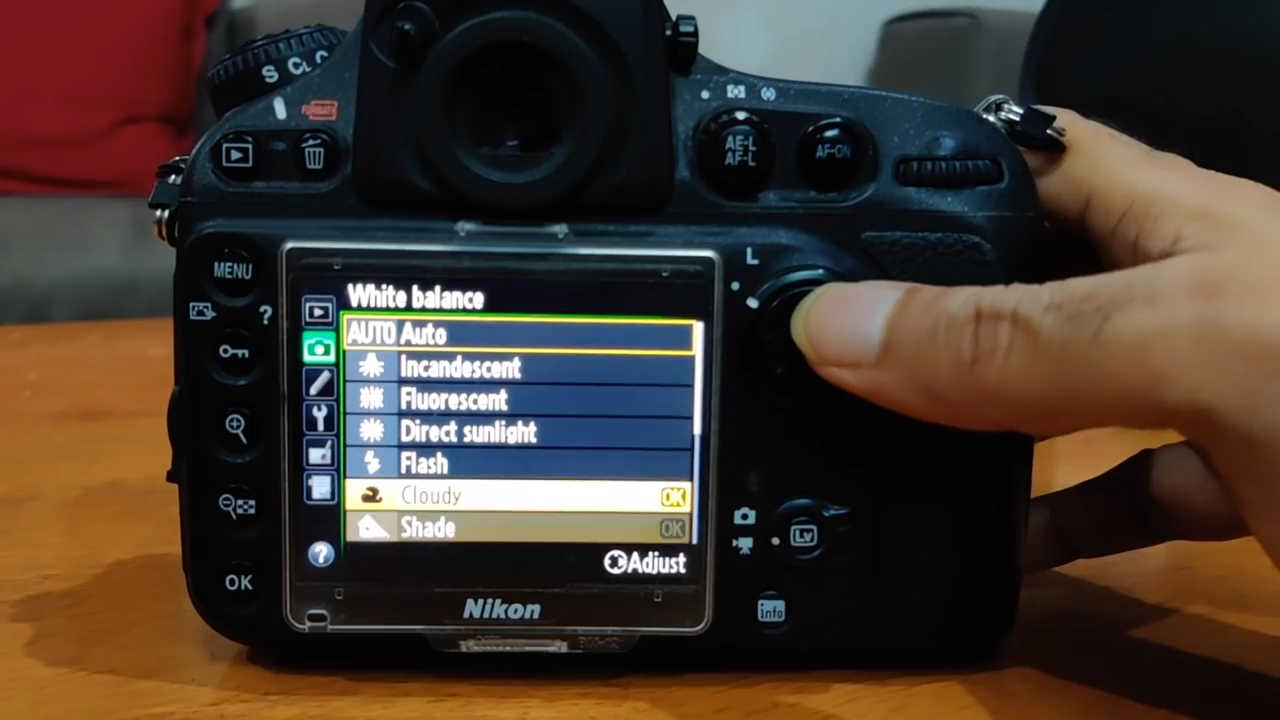 S CL C
FORMAT
AE-L
AF-L
AF-ON
MENU
L
?
White balance
AUTO Auto
Incandescent
Fluorescent
Direct sunlight
Flash
Cloudy OK
Shade OK
?
Adjust
Lv
OK
Nikon
info